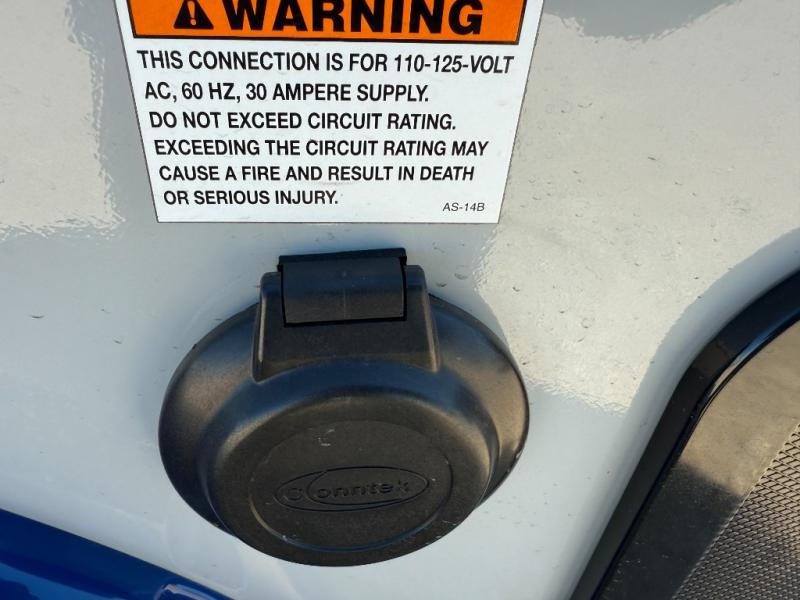 WARNING
THIS CONNECTION IS FOR 110-125-VOLT
AC, 60 HZ, 30 AMPERE SUPPLY.
DO NOT EXCEED CIRCUIT RATING.
EXCEEDING THE CIRCUIT RATING MAY
CAUSE A FIRE AND RESULT IN DEATH
OR SERIOUS INJURY.
AS-14B
Conntek